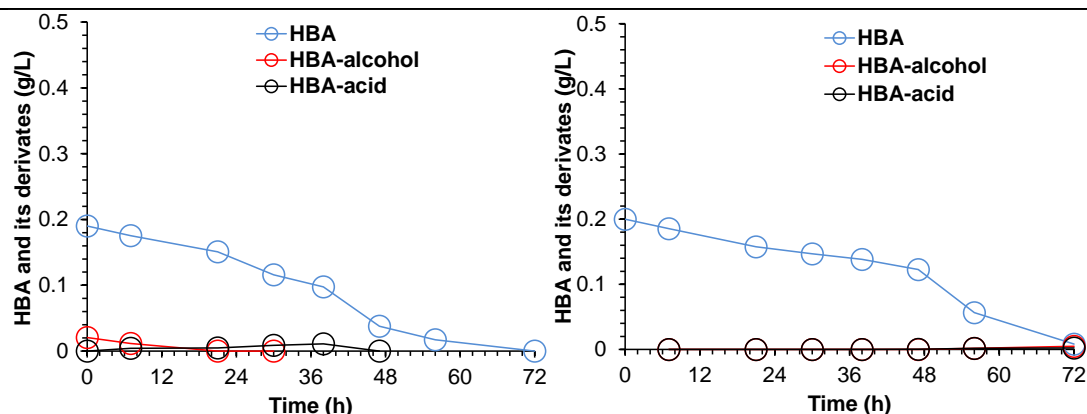 HBA and its derivates (g/L)
0.5
0.4
0.3
0.2
0.1
0
HBA
HBA-alcohol
HBA-acid
0 12 24 36 48 60 72
Time (h)
HBA and its derivates (g/L)
0.5
0.4
0.3
0.2
0.1
0
HBA
HBA-alcohol
HBA-acid
0 12 24 36 48 60 72
Time (h)